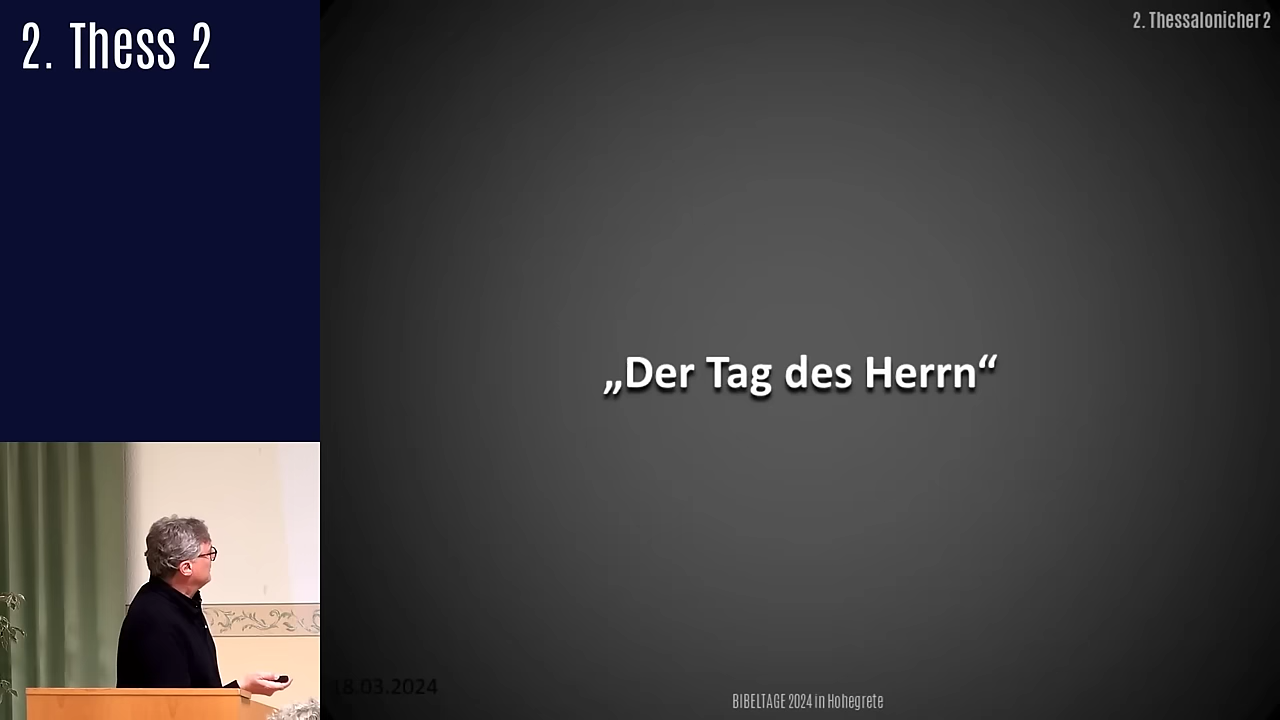 2. Thess 2
2. Thessalonicher 2
„Der Tag des Herrn“
18.03.2024
BIBELTAGE 2024 in Hohegrete